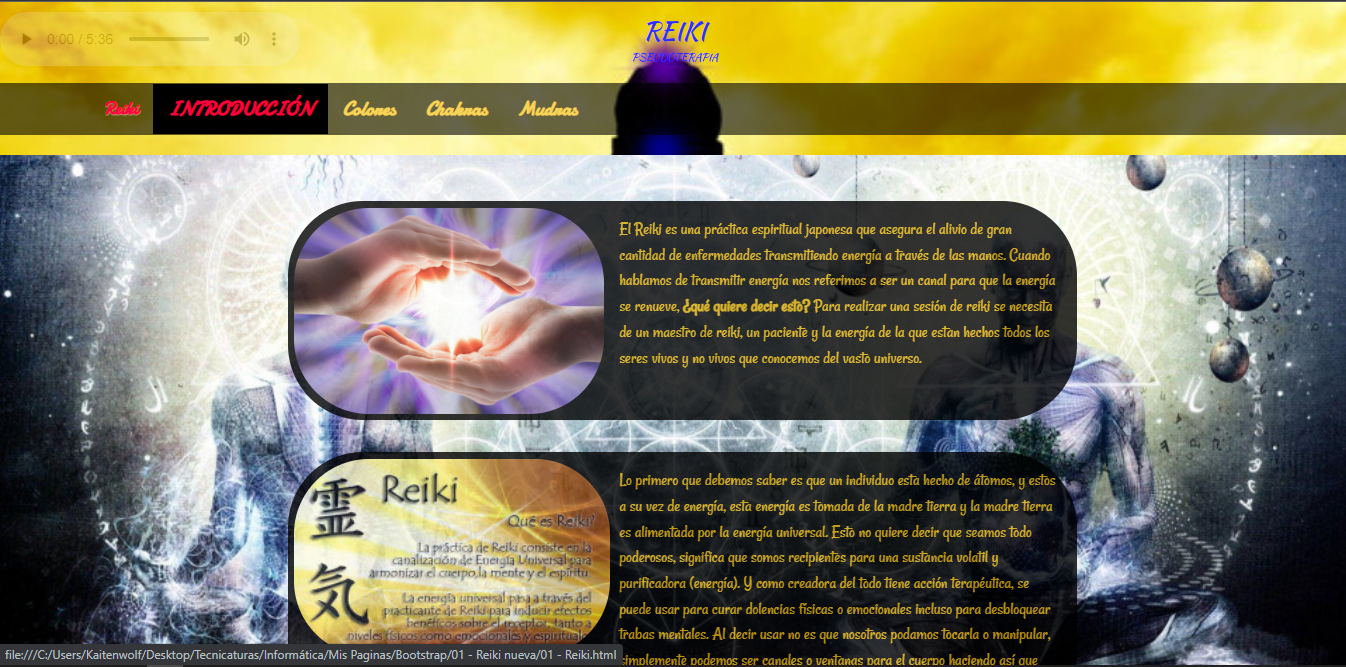 0:00 / 5:36
REIKI
PSEUDOTERAPIA
Reiki INTRODUCCIÓN Colores Chakras Mudras
El Reiki es una práctica espiritual japonesa que asegura el alivio de gran
cantidad de enfermedades transmitiendo energía a través de las manos. Cuando
hablamos de transmitir energía nos referimos a ser un canal para que la energía
se renueve, ¿qué quiere decir esto? Para realizar una sesión de reiki se necesita
de un maestro de reiki, un paciente y la energía de la que están hechos todos los
seres vivos y no vivos que conocemos del vasto universo.
靈
気
Reiki
Qué es Reiki?
La práctica de Reiki consiste en la
canalización de Energía Universal para
armonizar el cuerpo,la mente y el espíritu.
La energía universal pasa a través del
practicante de Reiki para inducir efectos
benéficos sobre el receptor, tanto a
niveles físicos como emocionales y espirituale
Lo primero que debemos saber es que un individuo está hecho de átomos, y estos
a su vez de energía, esta energía es tomada de la madre tierra y la madre tierra
es alimentada por la energía universal. Esto no quiere decir que seamos todo
poderosos, significa que somos recipientes para una sustancia volatil y
purificadora (energía). Y como creadora del todo tiene acción terapéutica, se
puede usar para curar dolencias físicas o emocionales incluso para desbloquear
trabas mentales. Al decir usar no es que nosotros podamos tocarla o manipular,
simplemente podemos ser canales o ventanas para el cuerpo haciendo así que
file:///C:/Users/Kaitenwolf/Desktop/Tecnicaturas/Informática/Mis Paginas/Bootstrap/01 - Reiki nueva/01 - Reiki.html